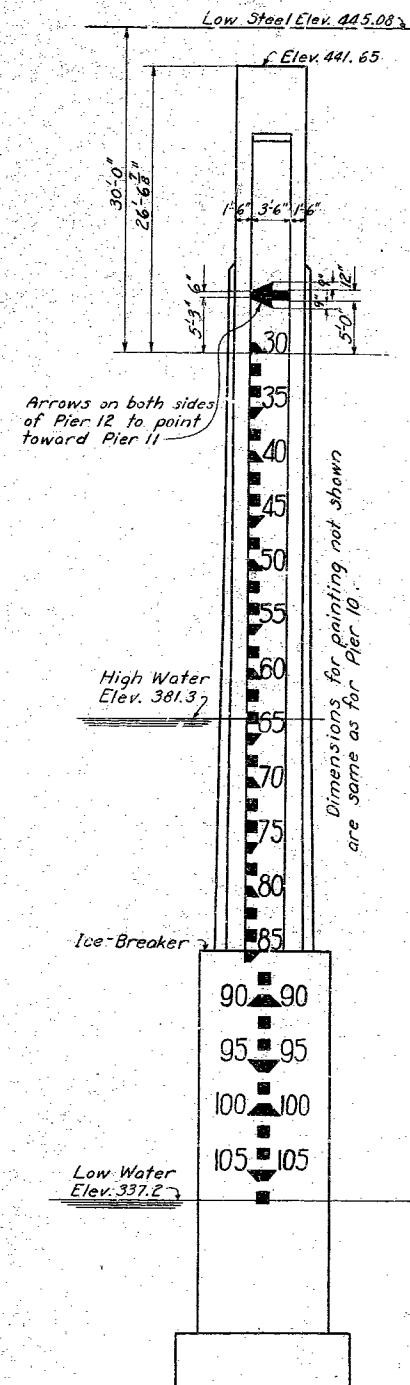 Low Steel Elev. 445.08
Elev. 441.65
30'-0"
26'-6 7/8"
1'-6" 3'-6" 1'-6"
5'-3" 6"
9" 9" 12"
5'-0"
30
Arrows on both sides
of Pier 12 to point
toward Pier 11
35
40
45
50
55
60
Dimensions for painting not shown
are same as for Pier 10.
High Water
Elev. 381.3
65
70
75
80
Ice-Breaker
85
90 90
95 95
100 100
105 105
Low Water
Elev. 337.2